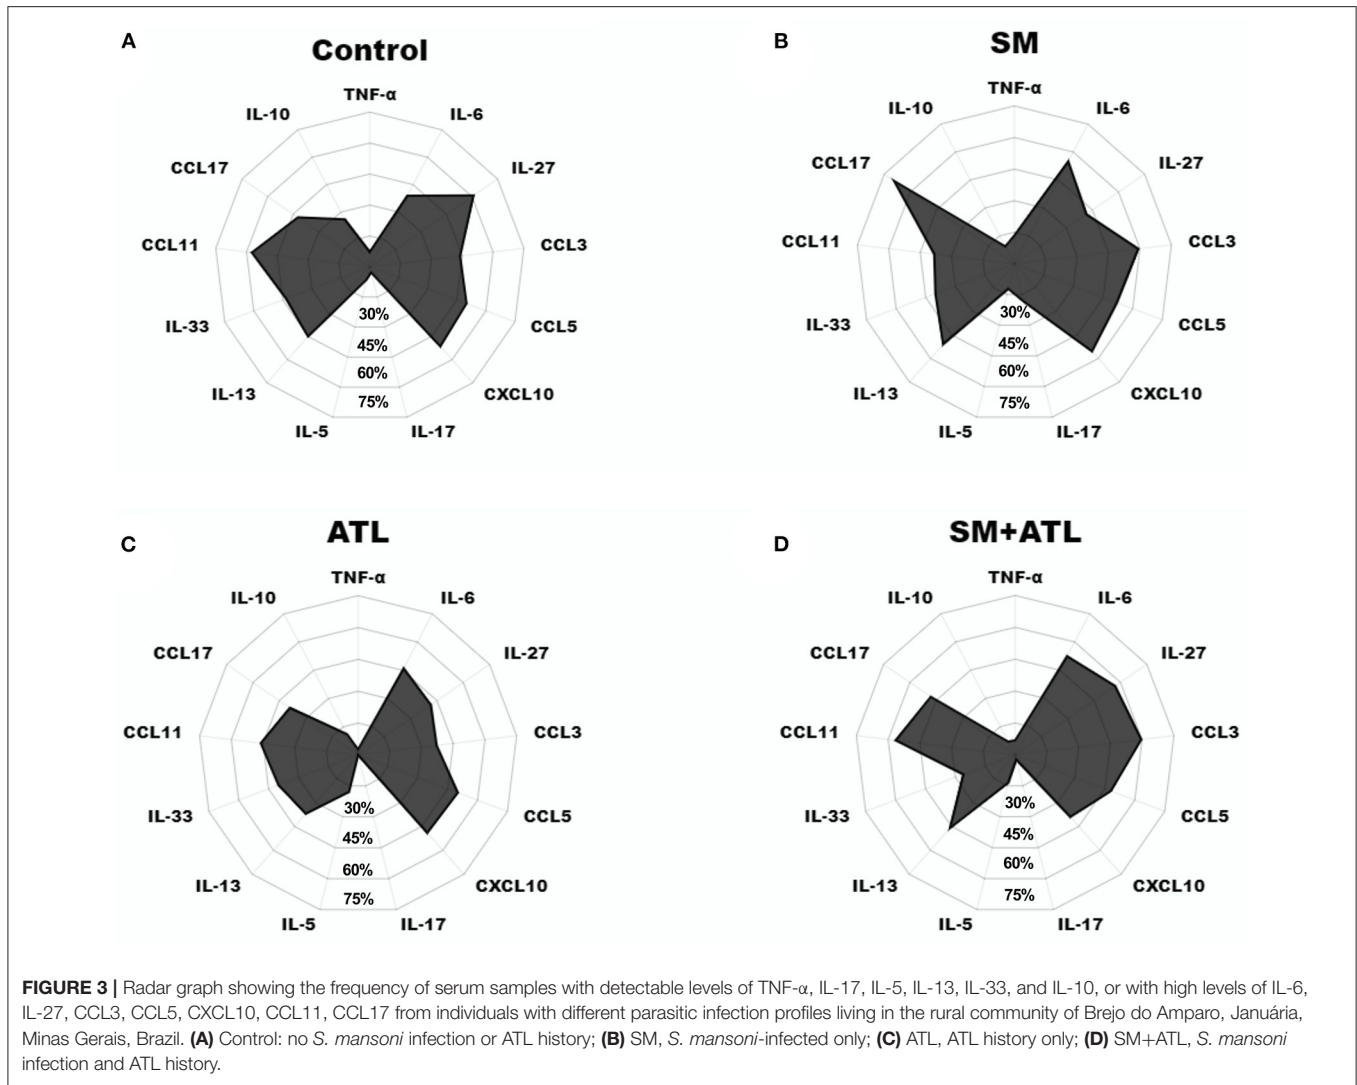 A
Control
TNF-α
IL-6
IL-27
CCL3
CCL5
CXCL10
IL-17
IL-5
IL-13
IL-33
CCL11
CCL17
IL-10
30%
45%
60%
75%
B
SM
TNF-α
IL-6
IL-27
CCL3
CCL5
CXCL10
IL-17
IL-5
IL-13
IL-33
CCL11
CCL17
IL-10
30%
45%
60%
75%
C
ATL
TNF-α
IL-6
IL-27
CCL3
CCL5
CXCL10
IL-17
IL-5
IL-13
IL-33
CCL11
CCL17
IL-10
30%
45%
60%
75%
D
SM+ATL
TNF-α
IL-6
IL-27
CCL3
CCL5
CXCL10
IL-17
IL-5
IL-13
IL-33
CCL11
CCL17
IL-10
30%
45%
60%
75%
FIGURE 3 | Radar graph showing the frequency of serum samples with detectable levels of TNF-α, IL-17, IL-5, IL-13, IL-33, and IL-10, or with high levels of IL-6,
IL-27, CCL3, CCL5, CXCL10, CCL11, CCL17 from individuals with different parasitic infection profiles living in the rural community of Brejo do Amparo, Januária,
Minas Gerais, Brazil. (A) Control: no S. mansoni infection or ATL history; (B) SM, S. mansoni-infected only; (C) ATL, ATL history only; (D) SM+ATL, S. mansoni
infection and ATL history.